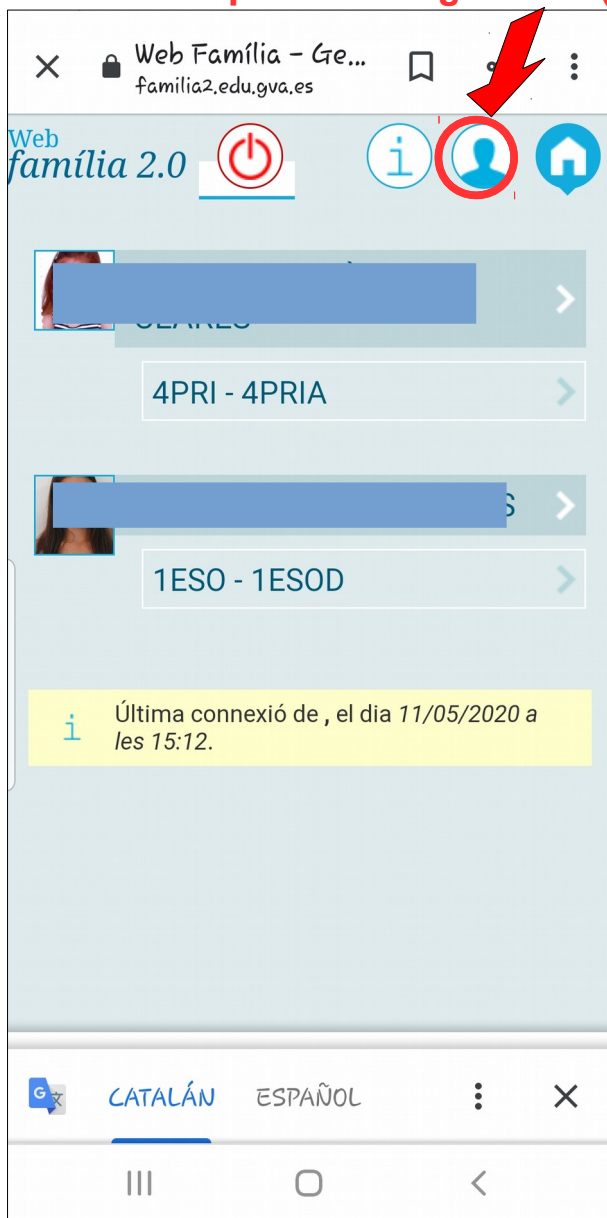 Web Família – Ge...
familia2.edu.gva.es
Web
família 2.0
i
4PRI - 4PRIA
S
1ESO - 1ESOD
i
Última connexió de , el dia 11/05/2020 a
les 15:12.
G
CATALÁN ESPAÑOL